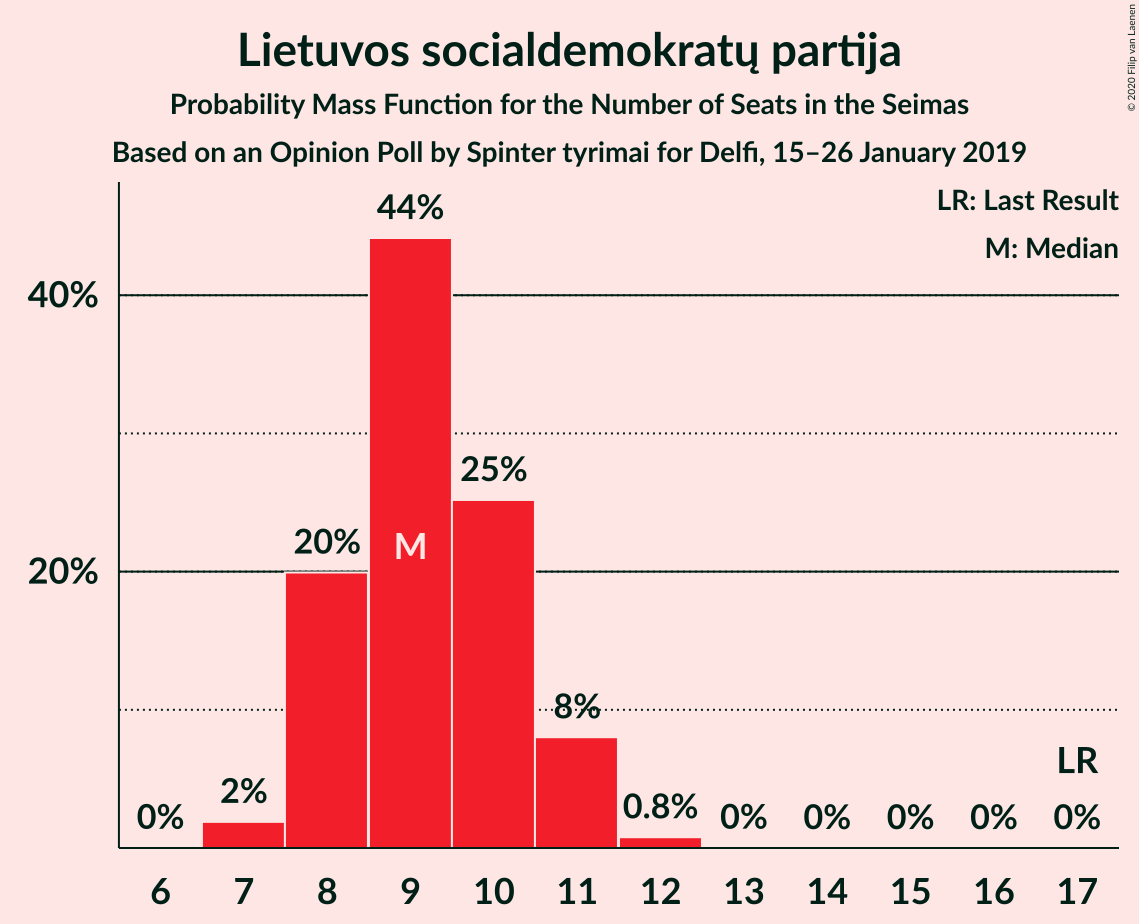 Lietuvos socialdemokratų partija
Probability Mass Function for the Number of Seats in the Seimas
Based on an Opinion Poll by Spinter tyrimai for Delfi, 15–26 January 2019
© 2020 Filip van Laenen
LR: Last Result
M: Median
44%
40%
25%
20%
M
20%
8%
LR
2%
0.8%
0%
0%
0%
0%
0%
0%
6 7 8 9 10 11 12 13 14 15 16 17